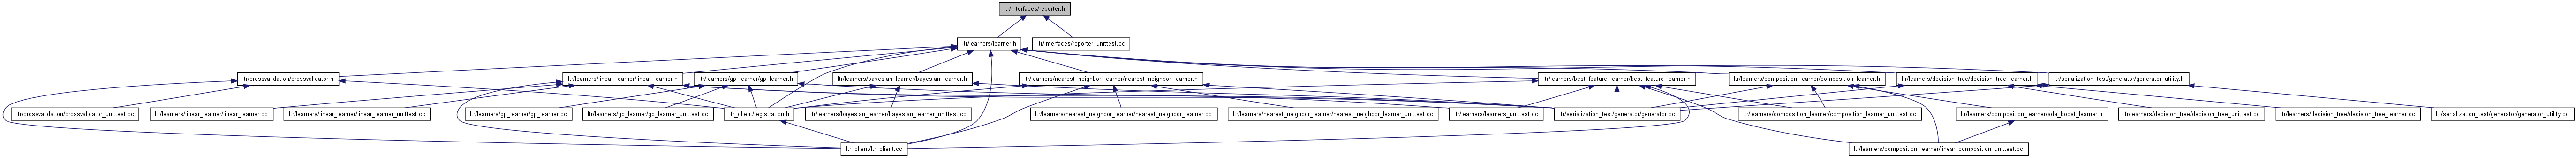 ltr/interfaces/reporter.h
ltr/learners/learner.h
ltr/interfaces/reporter_unittest.cc
ltr/crossvalidation/crossvalidator.h
ltr/learners/linear_learner/linear_learner.h
ltr/learners/gp_learner/gp_learner.h
ltr/learners/bayesian_learner/bayesian_learner.h
ltr/learners/nearest_neighbor_learner/nearest_neighbor_learner.h
ltr/learners/best_feature_learner/best_feature_learner.h
ltr/learners/composition_learner/composition_learner.h
ltr/learners/decision_tree/decision_tree_learner.h
ltr/serialization_test/generator/generator_utility.h
ltr/crossvalidation/crossvalidator_unittest.cc
ltr/learners/linear_learner/linear_learner.cc
ltr/learners/linear_learner/linear_learner_unittest.cc
ltr/learners/gp_learner/gp_learner.cc
ltr/learners/gp_learner/gp_learner_unittest.cc
ltr_client/registration.h
ltr/learners/bayesian_learner/bayesian_learner_unittest.cc
ltr/learners/nearest_neighbor_learner/nearest_neighbor_learner.cc
ltr/learners/nearest_neighbor_learner/nearest_neighbor_learner_unittest.cc
ltr/learners/learners_unittest.cc
ltr/serialization_test/generator/generator.cc
ltr/learners/composition_learner/composition_learner_unittest.cc
ltr/learners/composition_learner/ada_boost_learner.h
ltr/learners/decision_tree/decision_tree_unittest.cc
ltr/learners/decision_tree/decision_tree_learner.cc
ltr/serialization_test/generator/generator_utility.cc
ltr_client/ltr_client.cc
ltr/learners/composition_learner/linear_composition_unittest.cc